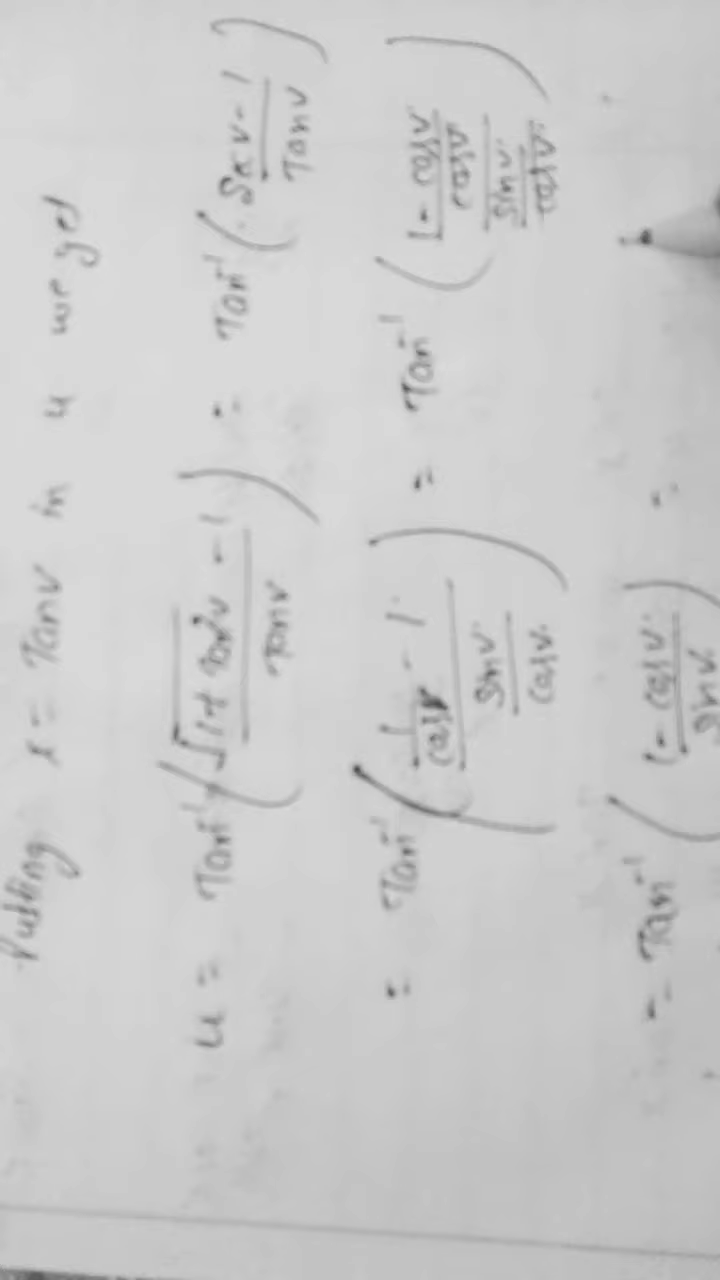 Putting x = Tanv in u we get
u = Tan⁻¹(√(1+tan²v) - 1 / Tanv) = Tan⁻¹(Secv - 1 / Tanv)
= Tan⁻¹((1/cosv - 1) / (sinv/cosv)) = Tan⁻¹(((1 - cosv)/cosv) / (sinv/cosv))
= Tan⁻¹((1 - cosv) / sinv) =